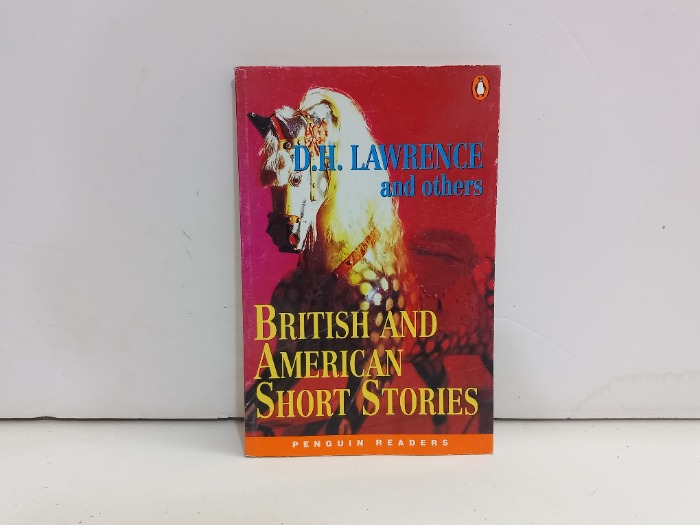 D.H. LAWRENCE
and others
BRITISH AND
AMERICAN
SHORT STORIES
PENGUIN READERS